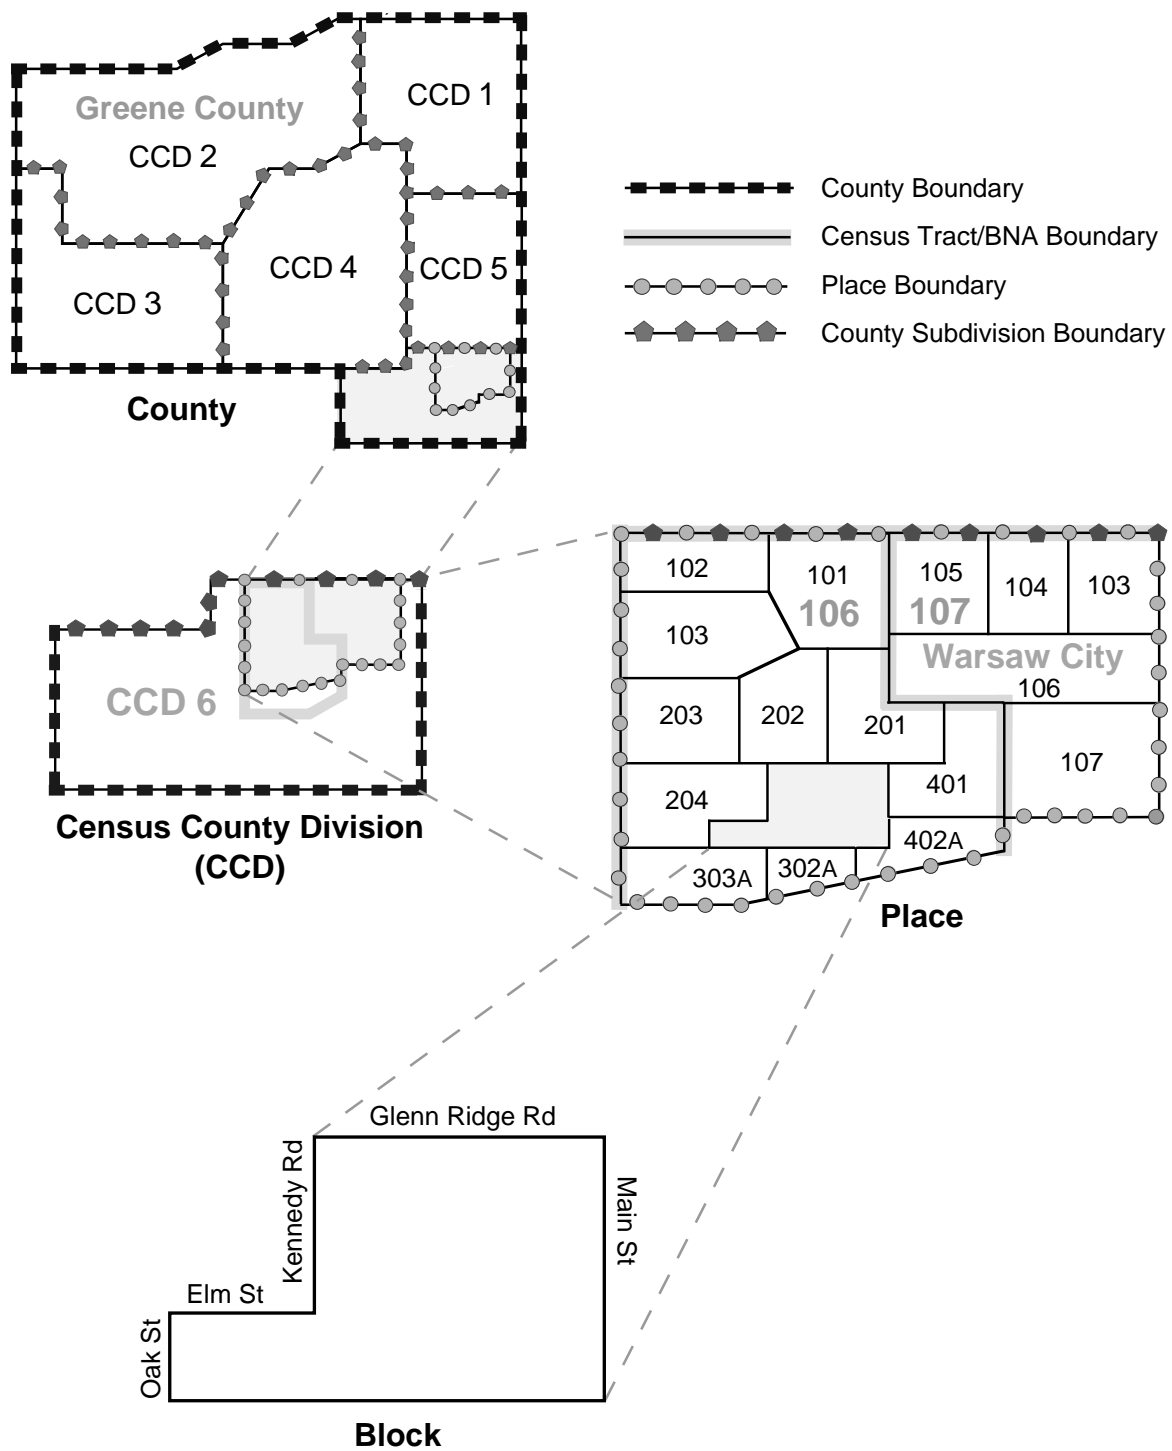 CCD 1
Greene County
CCD 2
CCD 4
CCD 5
CCD 3
County
County Boundary
Census Tract/BNA Boundary
Place Boundary
County Subdivision Boundary
CCD 6
Census County Division
(CCD)
102
101
105
104
103
106
107
103
Warsaw City
106
203
202
201
107
204
401
402A
303A
302A
Place
Glenn Ridge Rd
Kennedy Rd
Main St
Elm St
Oak St
Block